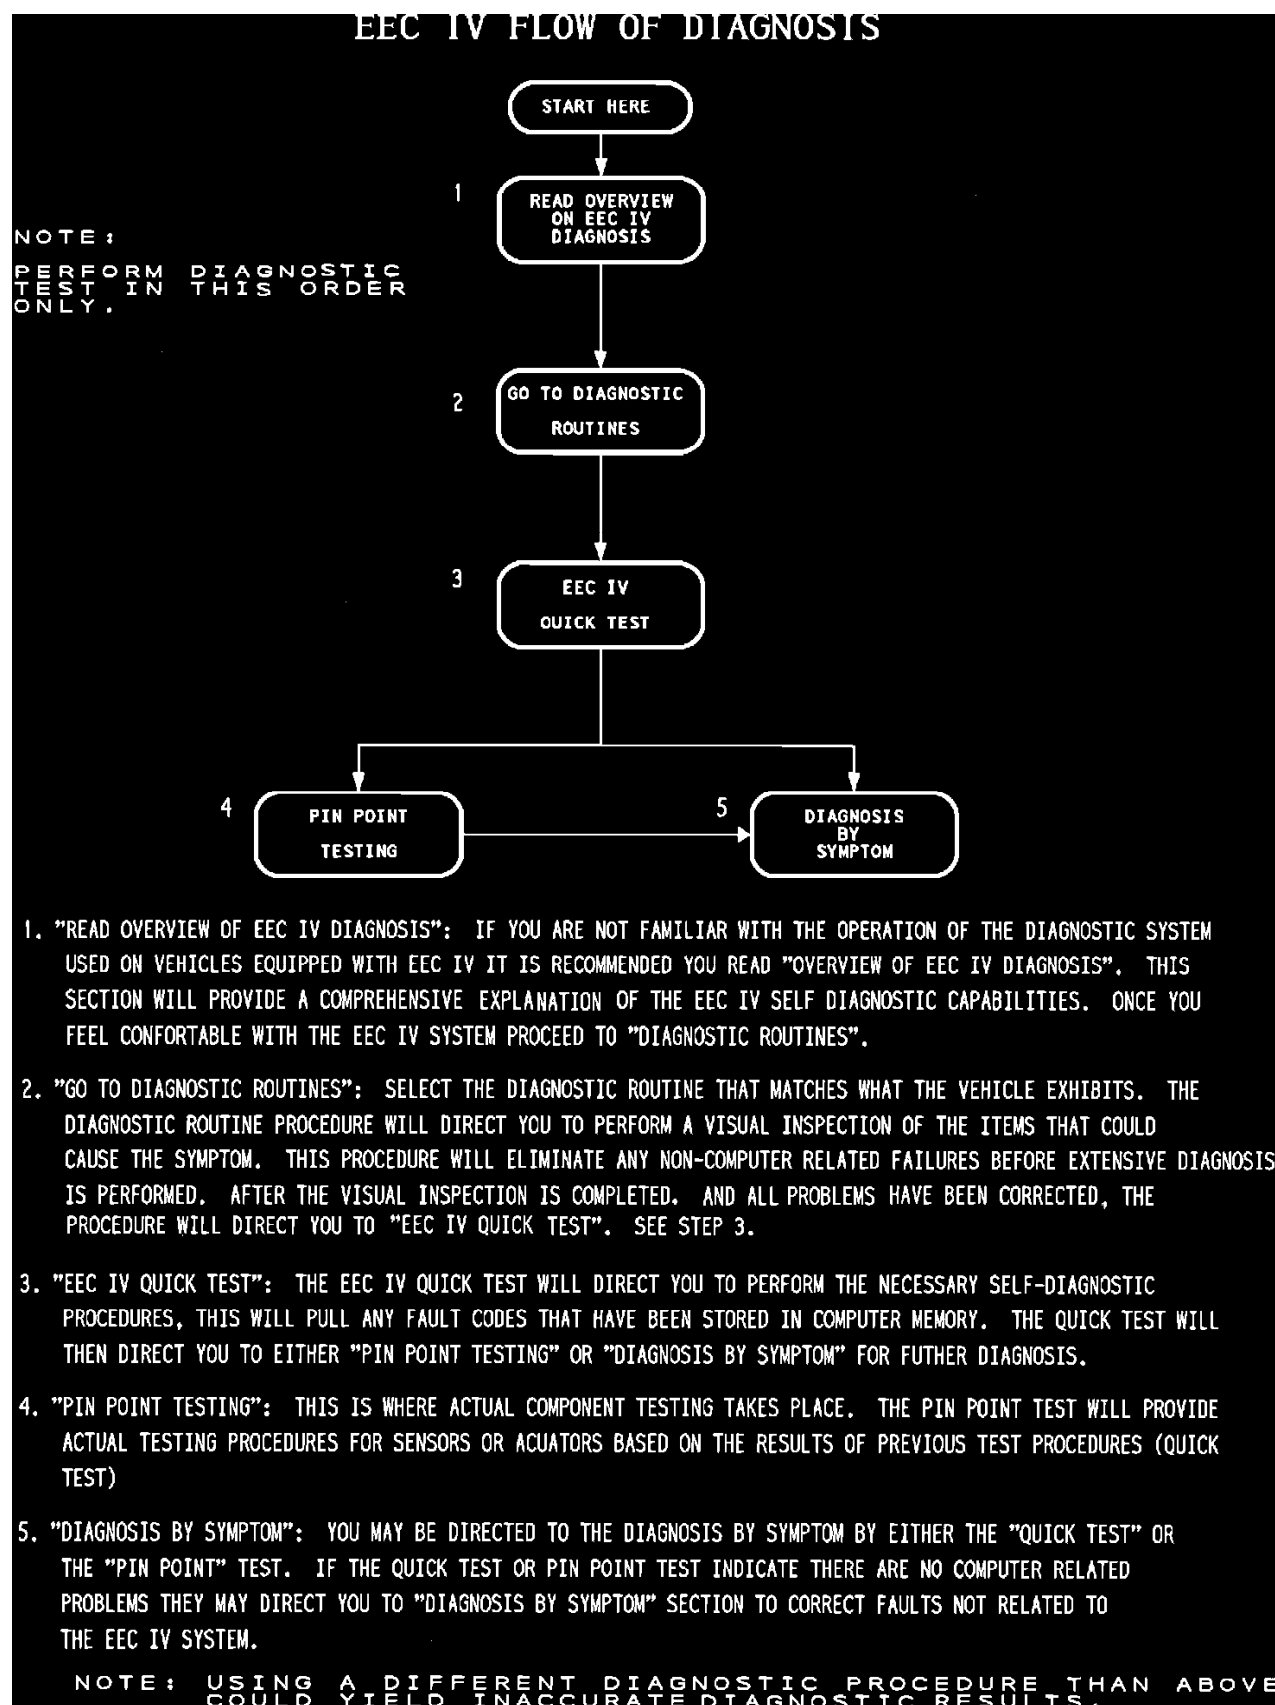 EEC IV FLOW OF DIAGNOSIS
START HERE
1
READ OVERVIEW
ON EEC IV
DIAGNOSIS
NOTE:
PERFORM DIAGNOSTIC
TEST IN THIS ORDER
ONLY.
2
GO TO DIAGNOSTIC
ROUTINES
3
EEC IV
QUICK TEST
4
PIN POINT
TESTING
5
DIAGNOSIS
BY
SYMPTOM
1. "READ OVERVIEW OF EEC IV DIAGNOSIS": IF YOU ARE NOT FAMILIAR WITH THE OPERATION OF THE DIAGNOSTIC SYSTEM
USED ON VEHICLES EQUIPPED WITH EEC IV IT IS RECOMMENDED YOU READ "OVERVIEW OF EEC IV DIAGNOSIS". THIS
SECTION WILL PROVIDE A COMPREHENSIVE EXPLANATION OF THE EEC IV SELF DIAGNOSTIC CAPABILITIES. ONCE YOU
FEEL CONFORTABLE WITH THE EEC IV SYSTEM PROCEED TO "DIAGNOSTIC ROUTINES".
2. "GO TO DIAGNOSTIC ROUTINES": SELECT THE DIAGNOSTIC ROUTINE THAT MATCHES WHAT THE VEHICLE EXHIBITS. THE
DIAGNOSTIC ROUTINE PROCEDURE WILL DIRECT YOU TO PERFORM A VISUAL INSPECTION OF THE ITEMS THAT COULD
CAUSE THE SYMPTOM. THIS PROCEDURE WILL ELIMINATE ANY NON-COMPUTER RELATED FAILURES BEFORE EXTENSIVE DIAGNOSIS
IS PERFORMED. AFTER THE VISUAL INSPECTION IS COMPLETED. AND ALL PROBLEMS HAVE BEEN CORRECTED, THE
PROCEDURE WILL DIRECT YOU TO "EEC IV QUICK TEST". SEE STEP 3.
3. "EEC IV QUICK TEST": THE EEC IV QUICK TEST WILL DIRECT YOU TO PERFORM THE NECESSARY SELF-DIAGNOSTIC
PROCEDURES, THIS WILL PULL ANY FAULT CODES THAT HAVE BEEN STORED IN COMPUTER MEMORY. THE QUICK TEST WILL
THEN DIRECT YOU TO EITHER "PIN POINT TESTING" OR "DIAGNOSIS BY SYMPTOM" FOR FUTHER DIAGNOSIS.
4. "PIN POINT TESTING": THIS IS WHERE ACTUAL COMPONENT TESTING TAKES PLACE. THE PIN POINT TEST WILL PROVIDE
ACTUAL TESTING PROCEDURES FOR SENSORS OR ACUATORS BASED ON THE RESULTS OF PREVIOUS TEST PROCEDURES (QUICK
TEST)
5. "DIAGNOSIS BY SYMPTOM": YOU MAY BE DIRECTED TO THE DIAGNOSIS BY SYMPTOM BY EITHER THE "QUICK TEST" OR
THE "PIN POINT" TEST. IF THE QUICK TEST OR PIN POINT TEST INDICATE THERE ARE NO COMPUTER RELATED
PROBLEMS THEY MAY DIRECT YOU TO "DIAGNOSIS BY SYMPTOM" SECTION TO CORRECT FAULTS NOT RELATED TO
THE EEC IV SYSTEM.
NOTE: USING A DIFFERENT DIAGNOSTIC PROCEDURE THAN ABOVE
COULD YIELD INACCURATE DIAGNOSTIC RESULTS.